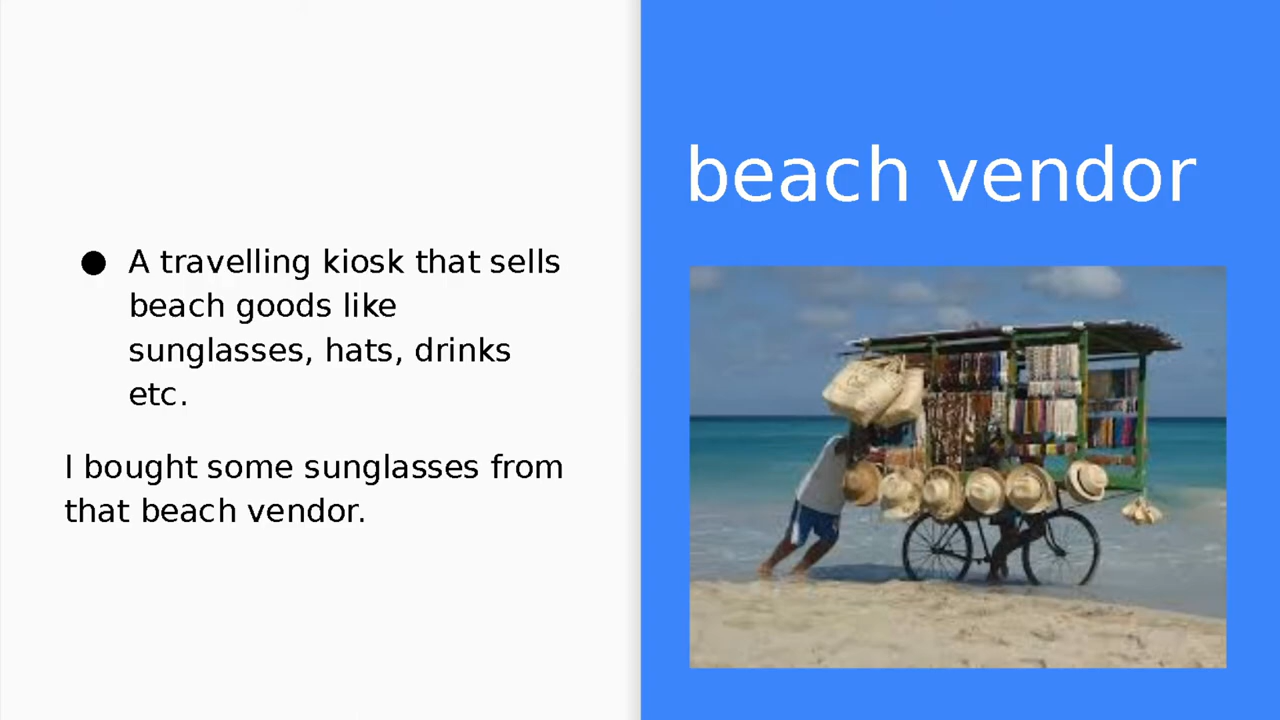 beach vendor
● A travelling kiosk that sells
beach goods like
sunglasses, hats, drinks
etc.
I bought some sunglasses from
that beach vendor.